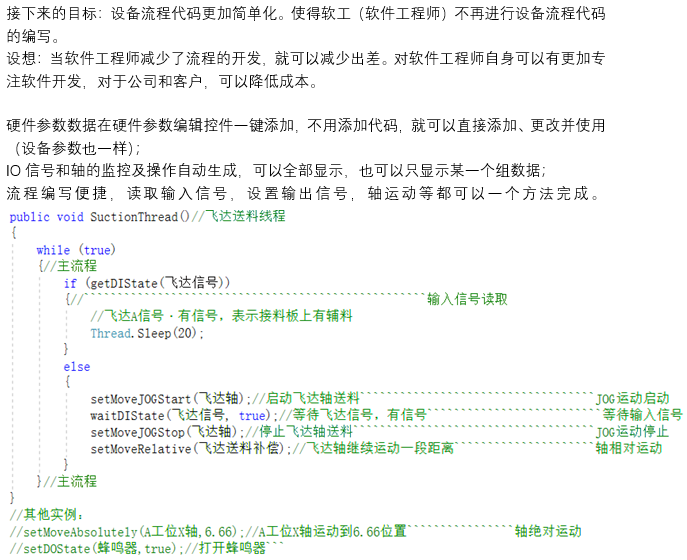 接下来的目标：设备流程代码更加简单化。使得软工（软件工程师）不再进行设备流程代码
的编写。
设想：当软件工程师减少了流程的开发，就可以减少出差。对软件工程师自身可以有更加专
注软件开发，对于公司和客户，可以降低成本。
硬件参数数据在硬件参数编辑控件一键添加，不用添加代码，就可以直接添加、更改并使用
（设备参数也一样）；
IO 信号和轴的监控及操作自动生成，可以全部显示，也可以只显示某一个组数据；
流程编写便捷，读取输入信号，设置输出信号，轴运动等都可以一个方法完成。
public void SuctionThread()//飞达送料线程
{
while (true)
{//主流程
if (getDIState(飞达信号))
{//````````````````````````````````````````````````````输入信号读取
//飞达A信号·有信号，表示接料板上有辅料
Thread.Sleep(20);
}
else
{
setMoveJOGStart(飞达轴);//启动飞达轴送料````````````````````````````````````JOG运动启动
waitDIState(飞达信号, true);//等待飞达信号，有信号``````````````````````````等待输入信号
setMoveJOGStop(飞达轴);//停止飞达轴送料`````````````````````````````````````JOG运动停止
setMoveRelative(飞达送料补偿);//飞达轴继续运动一段距离`````````````````````轴相对运动
}
}//主流程
}
//其他实例：
//setMoveAbsolutely(A工位X轴,6.66);//A工位X轴运动到6.66位置````````````````轴绝对运动
//setDOState(蜂鸣器,true);//打开蜂鸣器```